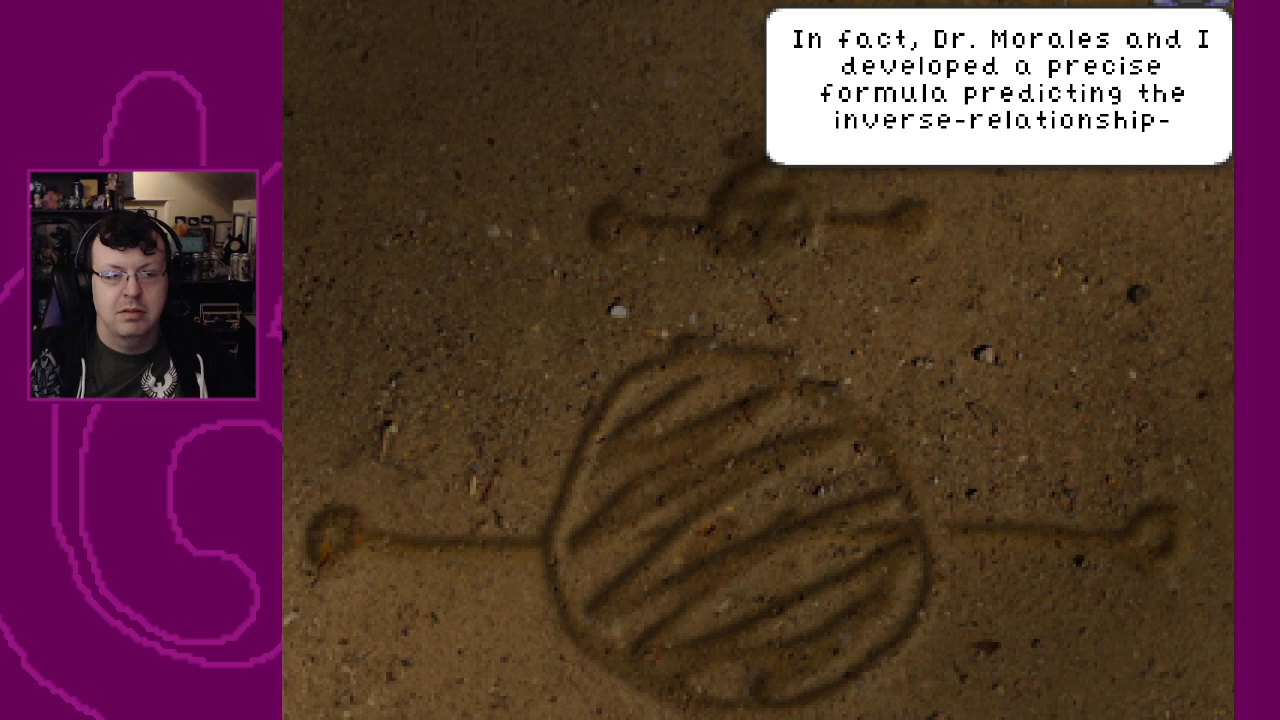 In fact, Dr. Morales and I
developed a precise
formula predicting the
inverse-relationship-